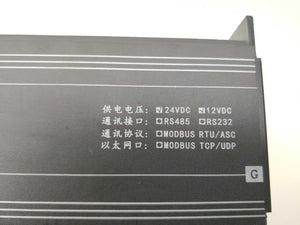 供电电压: ☑24VDC ☑12VDC
通讯接口: □RS485 □RS232
通讯协议: □MODBUS RTU/ASC
以太网口: □MODBUS TCP/UDP
G